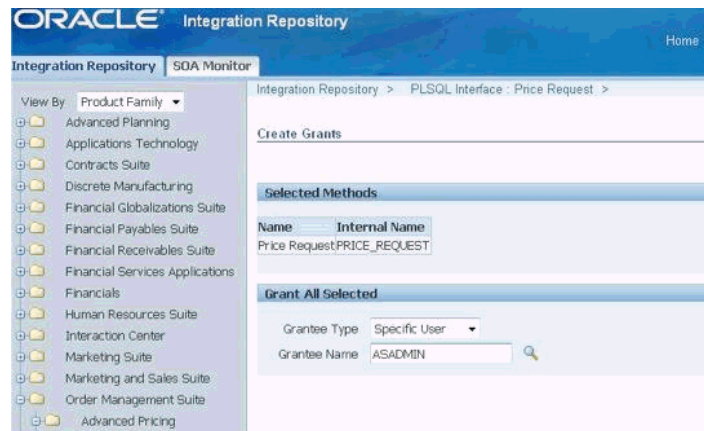 ORACLE® Integration Repository
Home
Integration Repository SOA Monitor
Integration Repository > PLSQL Interface : Price Request >
View By Product Family
Advanced Planning
Applications Technology
Contracts Suite
Discrete Manufacturing
Financial Globalizations Suite
Financial Payables Suite
Financial Receivables Suite
Financial Services Applications
Financials
Human Resources Suite
Interaction Center
Marketing Suite
Marketing and Sales Suite
Order Management Suite
Advanced Pricing
Create Grants
Selected Methods
Name Internal Name
Price Request PRICE_REQUEST
Grant All Selected
Grantee Type Specific User
Grantee Name ASADMIN